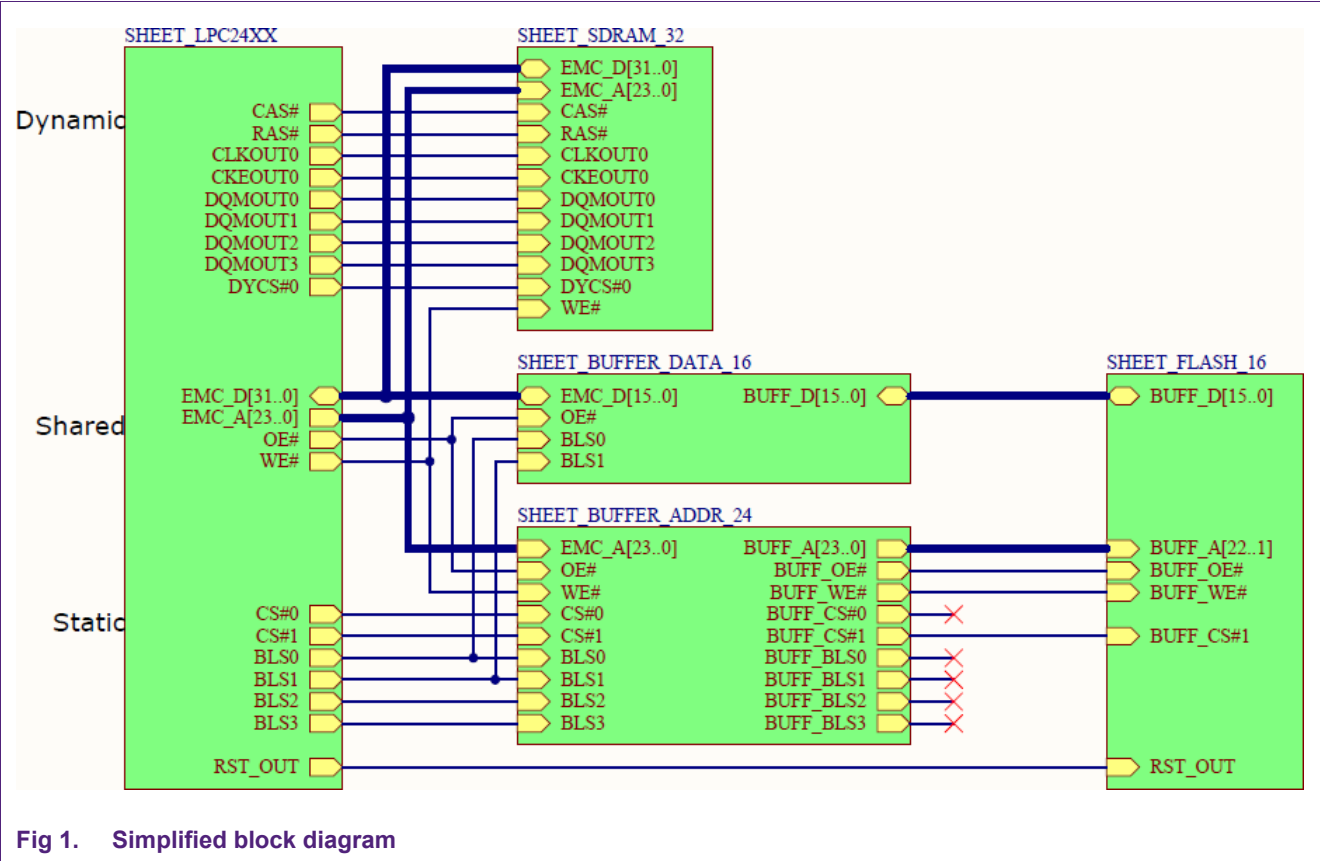 SHEET_LPC24XX
Dynamic
CAS#
RAS#
CLKOUT0
CKEOUT0
DQMOUT0
DQMOUT1
DQMOUT2
DQMOUT3
DYCS#0
Shared
EMC_D[31..0]
EMC_A[23..0]
OE#
WE#
Static
CS#0
CS#1
BLS0
BLS1
BLS2
BLS3
RST_OUT
SHEET_SDRAM_32
EMC_D[31..0]
EMC_A[23..0]
CAS#
RAS#
CLKOUT0
CKEOUT0
DQMOUT0
DQMOUT1
DQMOUT2
DQMOUT3
DYCS#0
WE#
SHEET_BUFFER_DATA_16
EMC_D[15..0] BUFF_D[15..0]
OE#
BLS0
BLS1
SHEET_BUFFER_ADDR_24
EMC_A[23..0] BUFF_A[23..0]
OE# BUFF_OE#
WE# BUFF_WE#
CS#0 BUFF_CS#0
CS#1 BUFF_CS#1
BLS0 BUFF_BLS0
BLS1 BUFF_BLS1
BLS2 BUFF_BLS2
BLS3 BUFF_BLS3
SHEET_FLASH_16
BUFF_D[15..0]
BUFF_A[22..1]
BUFF_OE#
BUFF_WE#
BUFF_CS#1
RST_OUT
Fig 1. Simplified block diagram